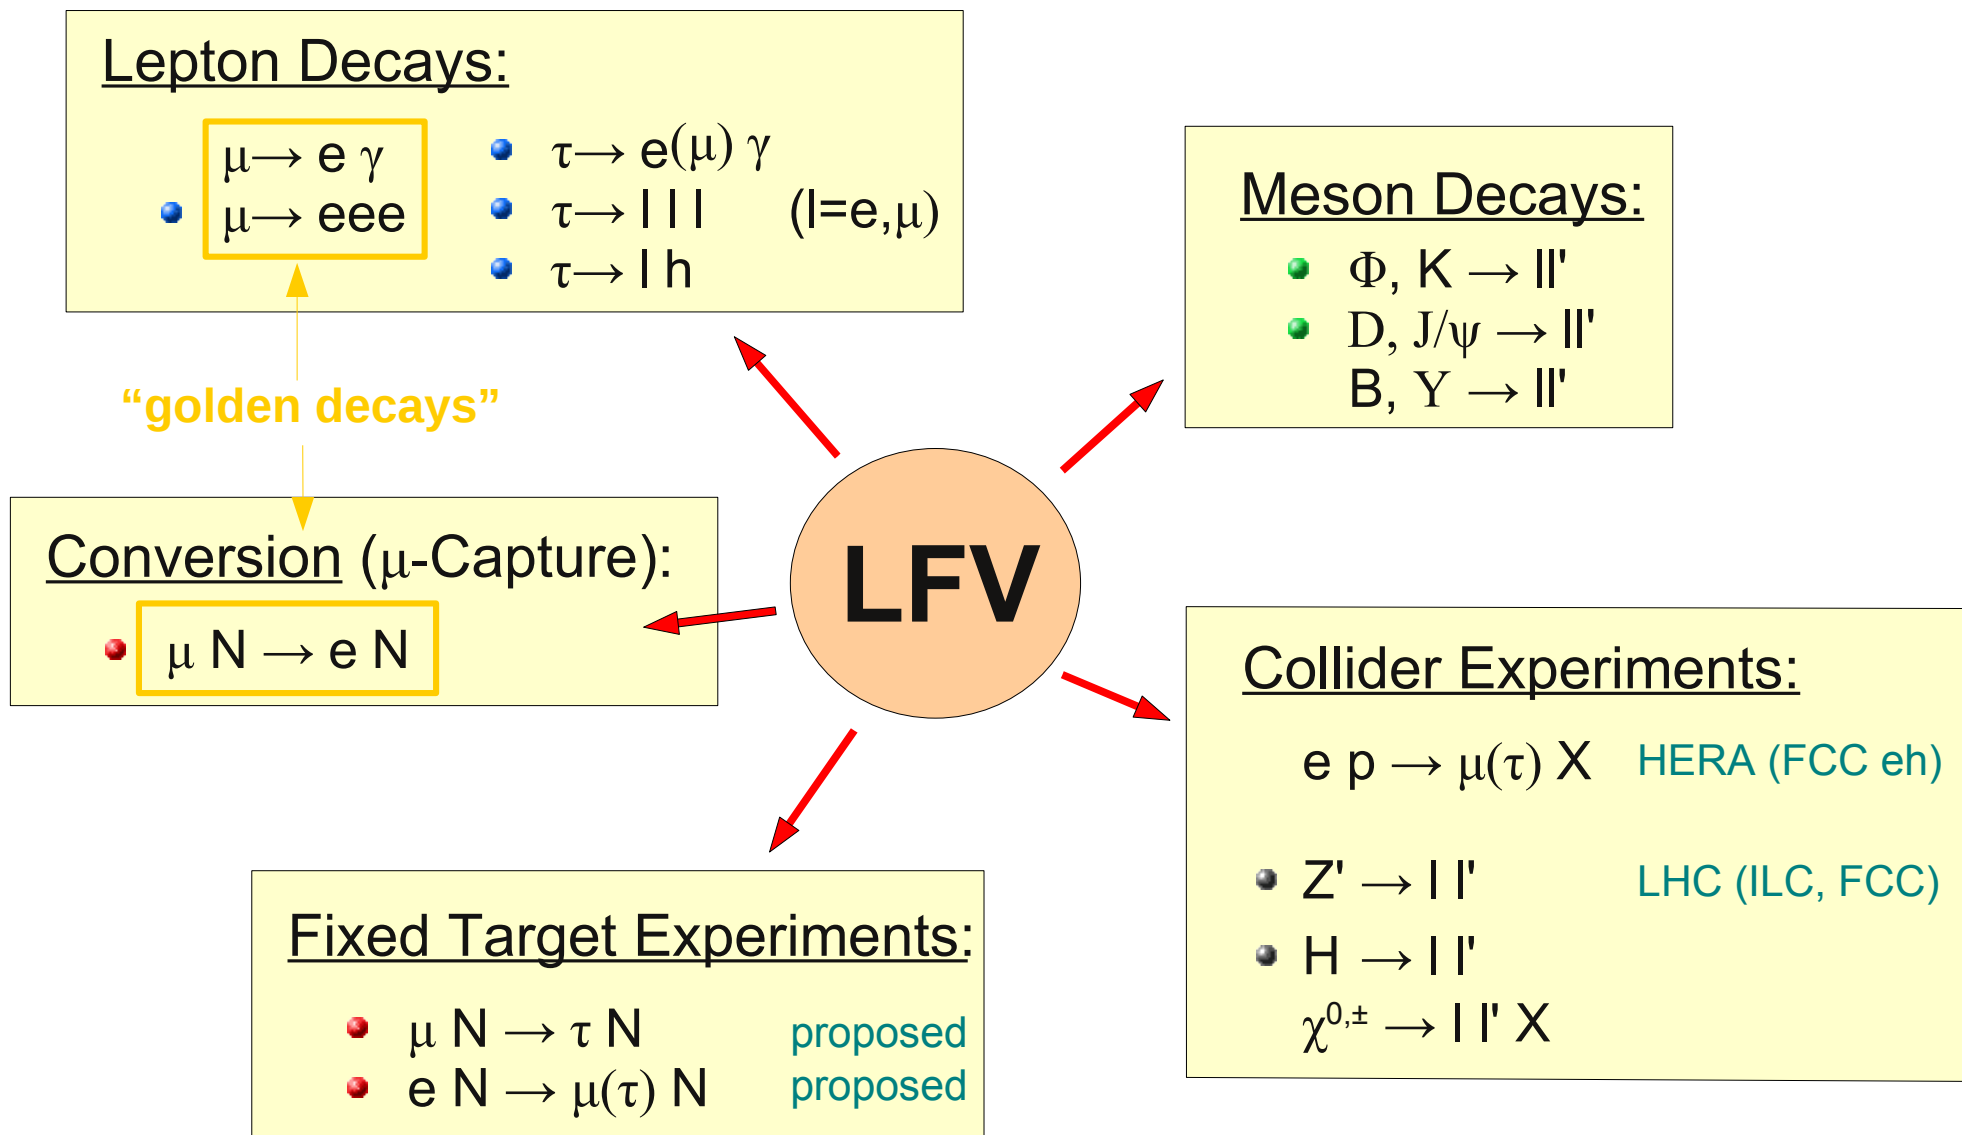 Lepton Decays:
μ→ e γ
μ→ eee
τ→ e(μ) γ
τ→ l l l (l=e,μ)
τ→ l h
Meson Decays:
Φ, K → ll'
D, J/ψ → ll'
B, Υ → ll'
“golden decays”
Conversion (μ-Capture):
μ N → e N
LFV
Collider Experiments:
e p → μ(τ) X HERA (FCC eh)
Z' → l l' LHC (ILC, FCC)
H → l l'
χ⁰,± → l l' X
Fixed Target Experiments:
μ N → τ N proposed
e N → μ(τ) N proposed